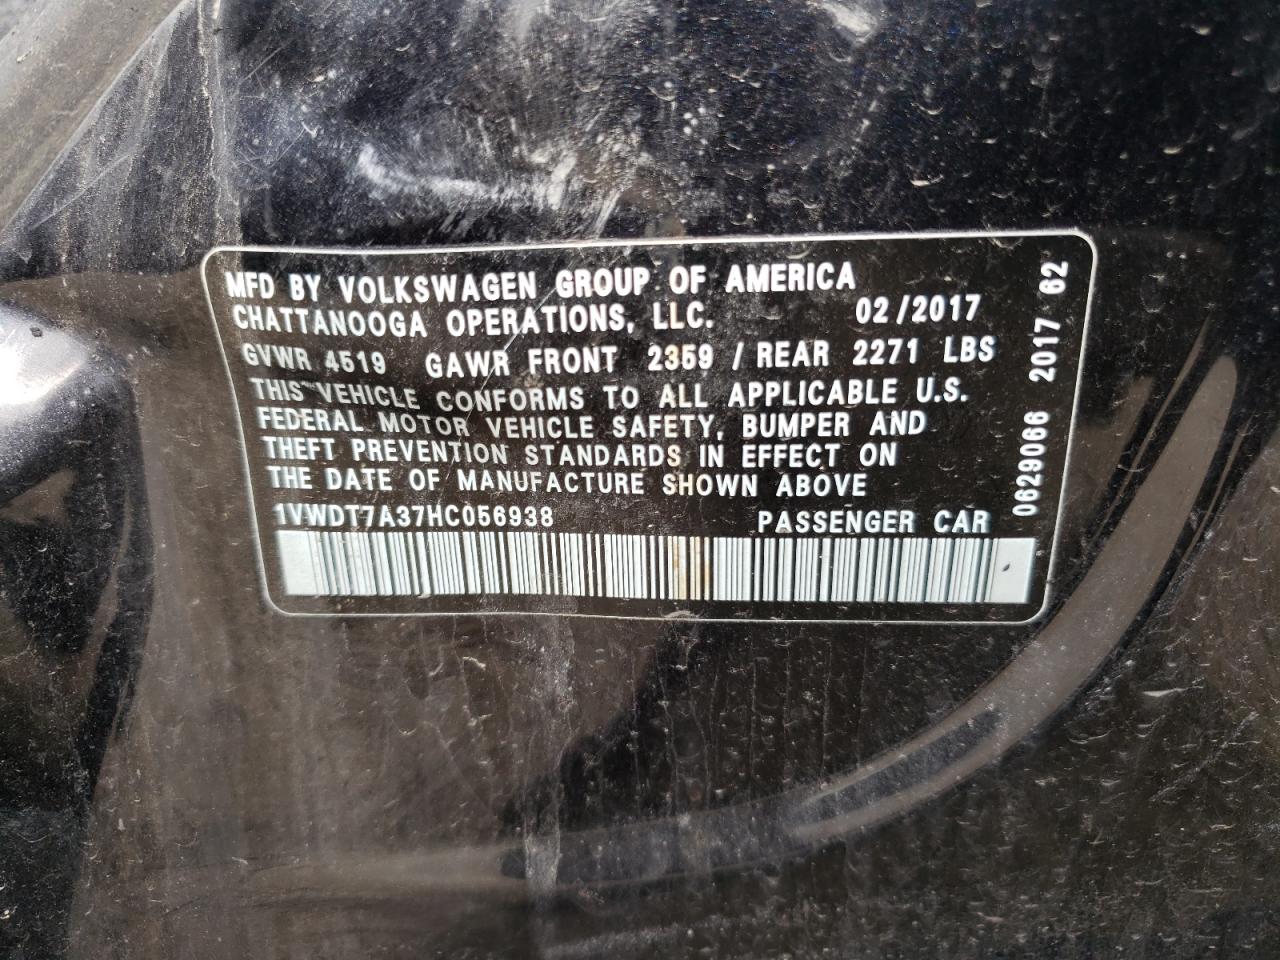 MFD BY VOLKSWAGEN GROUP OF AMERICA
CHATTANOOGA OPERATIONS, LLC. 02/2017
GVWR 4519 GAWR FRONT 2359 / REAR 2271 LBS
THIS VEHICLE CONFORMS TO ALL APPLICABLE U.S.
FEDERAL MOTOR VEHICLE SAFETY, BUMPER AND
THEFT PREVENTION STANDARDS IN EFFECT ON
THE DATE OF MANUFACTURE SHOWN ABOVE
1VWDT7A37HC056938 PASSENGER CAR
0629066 2017 62